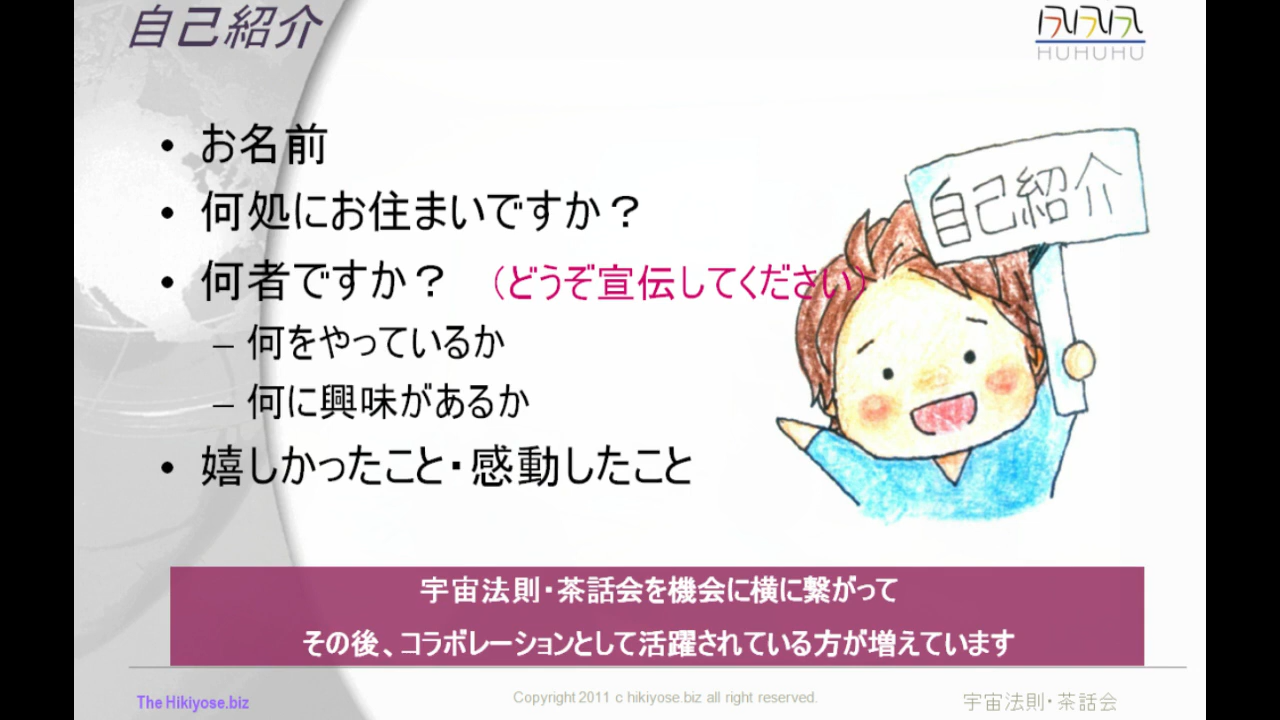 自己紹介
HUHUHU
・ お名前
・ 何処にお住まいですか？
・ 何者ですか？ （どうぞ宣伝してください）
– 何をやっているか
– 何に興味があるか
・ 嬉しかったこと・感動したこと
自己紹介
宇宙法則・茶話会を機会に横に繋がって
その後、コラボレーションとして活躍されている方が増えています
The Hikiyose.biz
Copyright 2011 c hikiyose.biz all right reserved.
宇宙法則・茶話会